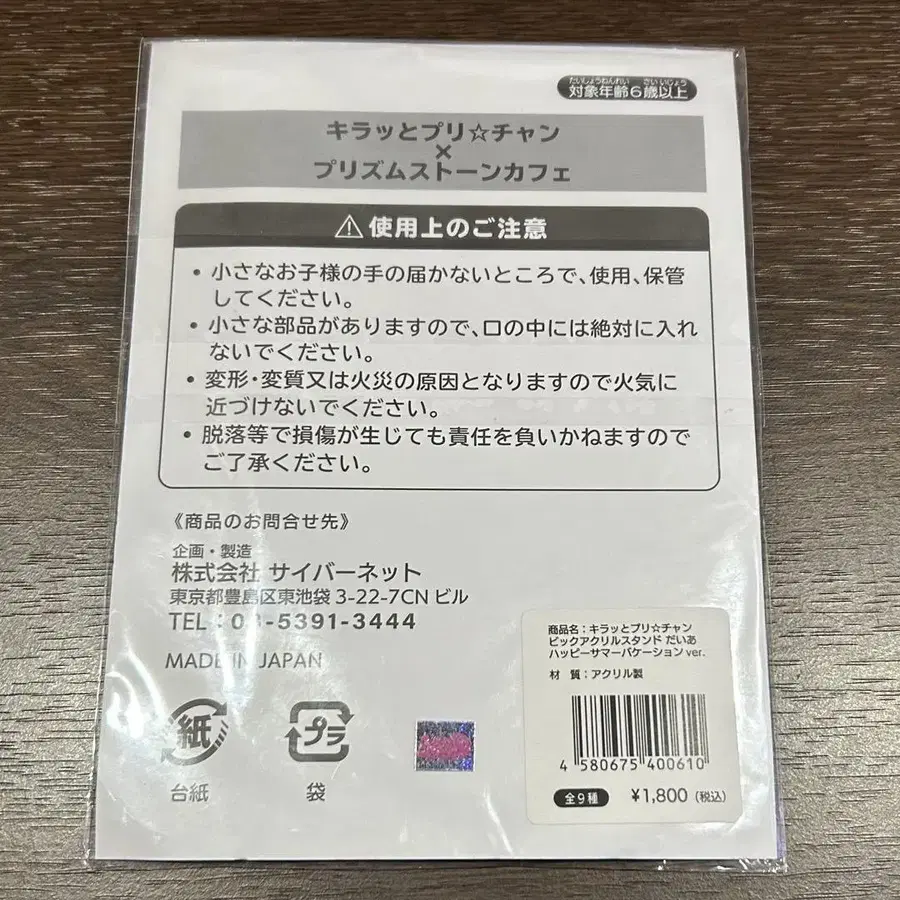 たいしょうねんれい さい いじょう
対象年齢6歳以上
キラッとプリ☆チャン
×
プリズムストーンカフェ
⚠使用上のご注意
・小さなお子様の手の届かないところで、使用、保管
してください。
・小さな部品がありますので、口の中には絶対に入れ
ないでください。
・変形・変質又は火災の原因となりますので火気に
近づけないでください。
・脱落等で損傷が生じても責任を負いかねますので
ご了承ください。
《商品のお問合せ先》
企画・製造
株式会社 サイバーネット
東京都豊島区東池袋 3-22-7CN ビル
TEL：03-5391-3444
MADE IN JAPAN
紙
台紙
プラ
袋
商品名：キラッとプリ☆チャン
ビックアクリルスタンド だいあ
ハッピーサマーバケーション ver.
材 質：アクリル製
4 580675 400610
全9種 ¥1,800 (税込)